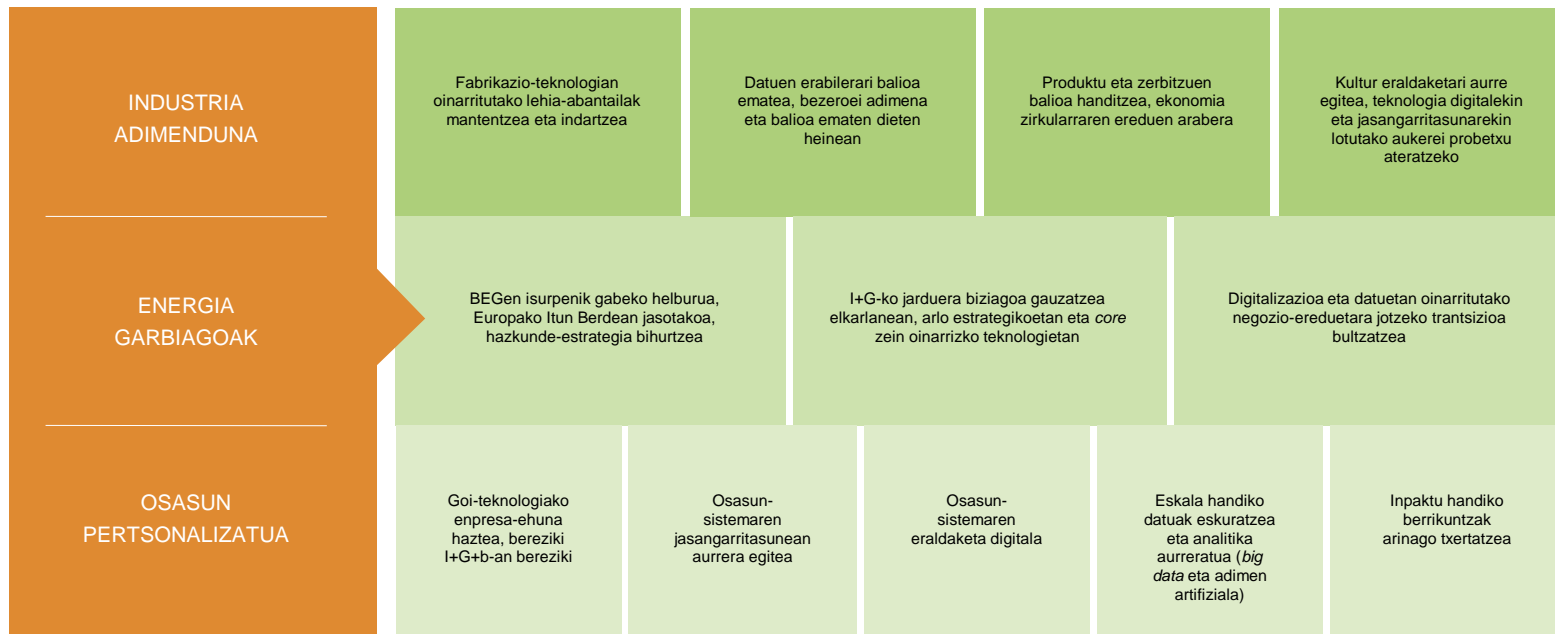 INDUSTRIA
ADIMENDUNA
Fabrikazio-teknologian
oinarritutako lehia-abantailak
mantentzea eta indartzea
Datuen erabilerari balioa
ematea, bezeroei adimena
eta balioa ematen dieten
heinean
Produktu eta zerbitzuen
balioa handitzea, ekonomia
zirkularraren ereduen arabera
Kultur eraldaketari aurre
egitea, teknologia digitalekin
eta jasangarritasunarekin
lotutako aukerei probetxu
ateratzeko
ENERGIA
GARBIAGOAK
BEGen isurpenik gabeko helburua,
Europako Itun Berdean jasotakoa,
hazkunde-estrategia bihurtzea
I+G-ko jarduera biziagoa gauzatzea
elkarlanean, arlo estrategikoetan eta core
zein oinarrizko teknologietan
Digitalizazioa eta datuetan oinarritutako
negozio-ereduetara jotzeko trantsizioa
bultzatzea
OSASUN
PERTSONALIZATUA
Goi-teknologiako
enpresa-ehuna
haztea, bereziki
I+G+b-an bereziki
Osasun-
sistemaren
jasangarritasunean
aurrera egitea
Osasun-
sistemaren
eraldaketa digitala
Eskala handiko
datuak eskuratzea
eta analitika
aurreratua (big
data eta adimen
artifiziala)
Inpaktu handiko
berrikuntzak
arinago txertatzea